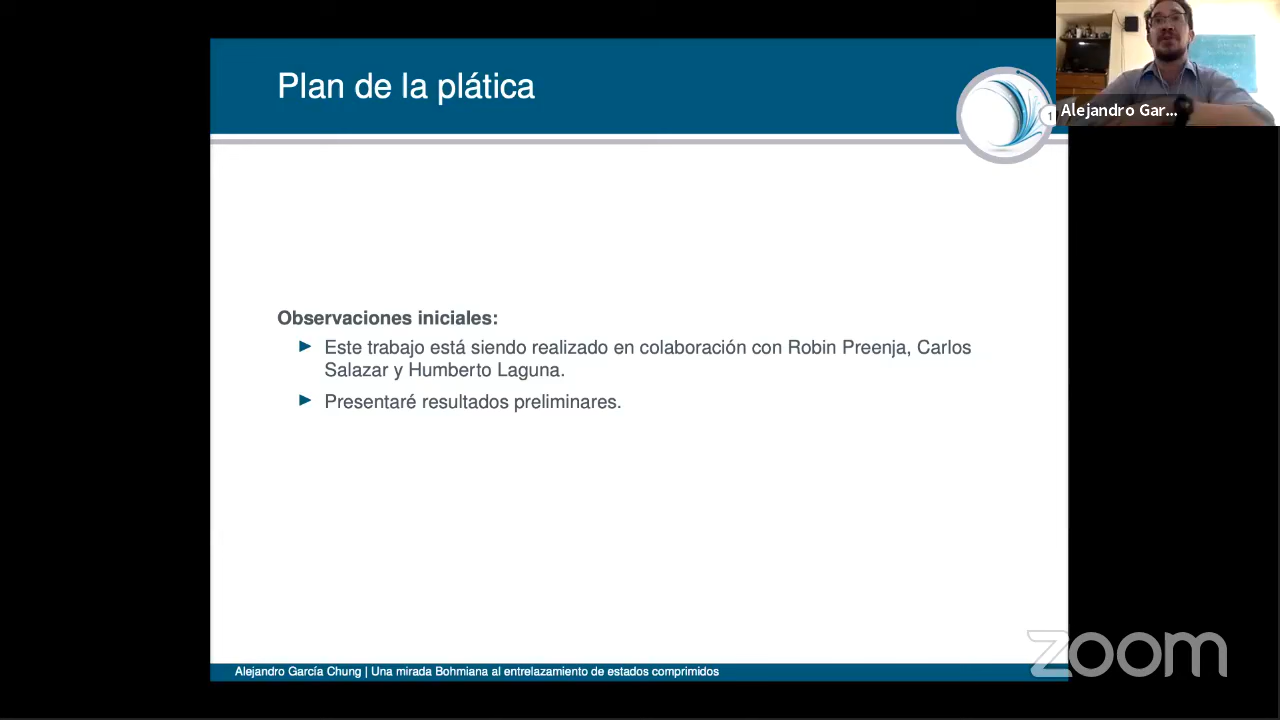 Plan de la plática
1
Alejandro Gar...
Observaciones iniciales:
Este trabajo está siendo realizado en colaboración con Robin Preenja, Carlos
Salazar y Humberto Laguna.
Presentaré resultados preliminares.
Alejandro García Chung | Una mirada Bohmiana al entrelazamiento de estados comprimidos
zoom